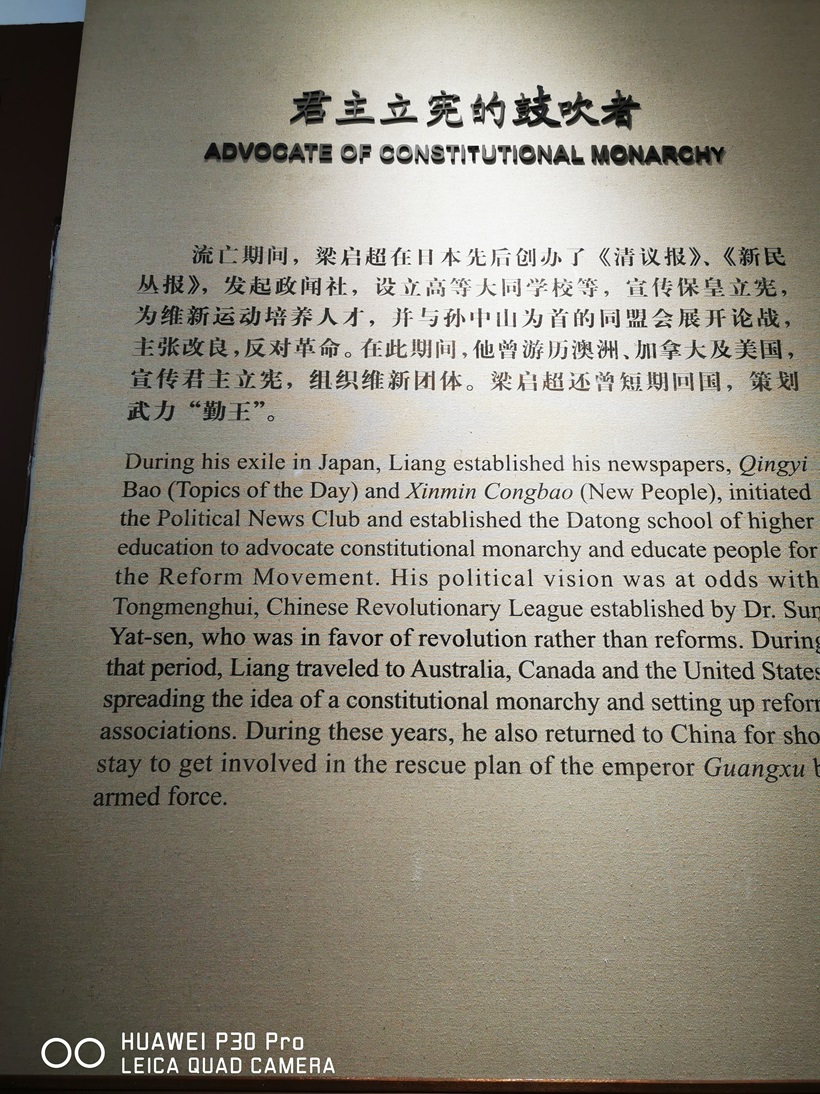 君主立宪的鼓吹者
ADVOCATE OF CONSTITUTIONAL MONARCHY
流亡期间，梁启超在日本先后创办了《清议报》、《新民
丛报》，发起政闻社，设立高等大同学校等，宣传保皇立宪，
为维新运动培养人才，并与孙中山为首的同盟会展开论战，
主张改良，反对革命。在此期间，他曾游历澳洲、加拿大及美国，
宣传君主立宪，组织维新团体。梁启超还曾短期回国，策划
武力“勤王”。
During his exile in Japan, Liang established his newspapers, Qingyi
Bao (Topics of the Day) and Xinmin Congbao (New People), initiated
the Political News Club and established the Datong school of higher
education to advocate constitutional monarchy and educate people for
the Reform Movement. His political vision was at odds with
Tongmenghui, Chinese Revolutionary League established by Dr. Sun
Yat-sen, who was in favor of revolution rather than reforms. During
that period, Liang traveled to Australia, Canada and the United States
spreading the idea of a constitutional monarchy and setting up
associations. During these years, he also returned to China for
stay to get involved in the rescue plan of the emperor Guangxu
armed force.
HUAWEI P30 Pro
LEICA QUAD CAMERA